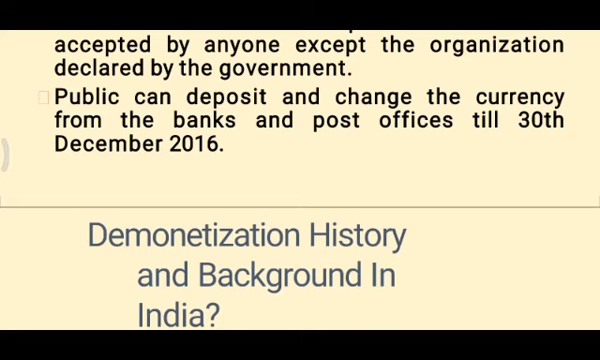 accepted by anyone except the organization
declared by the government.
Public can deposit and change the currency
from the banks and post offices till 30th
December 2016.
Demonetization History
and Background In
India?